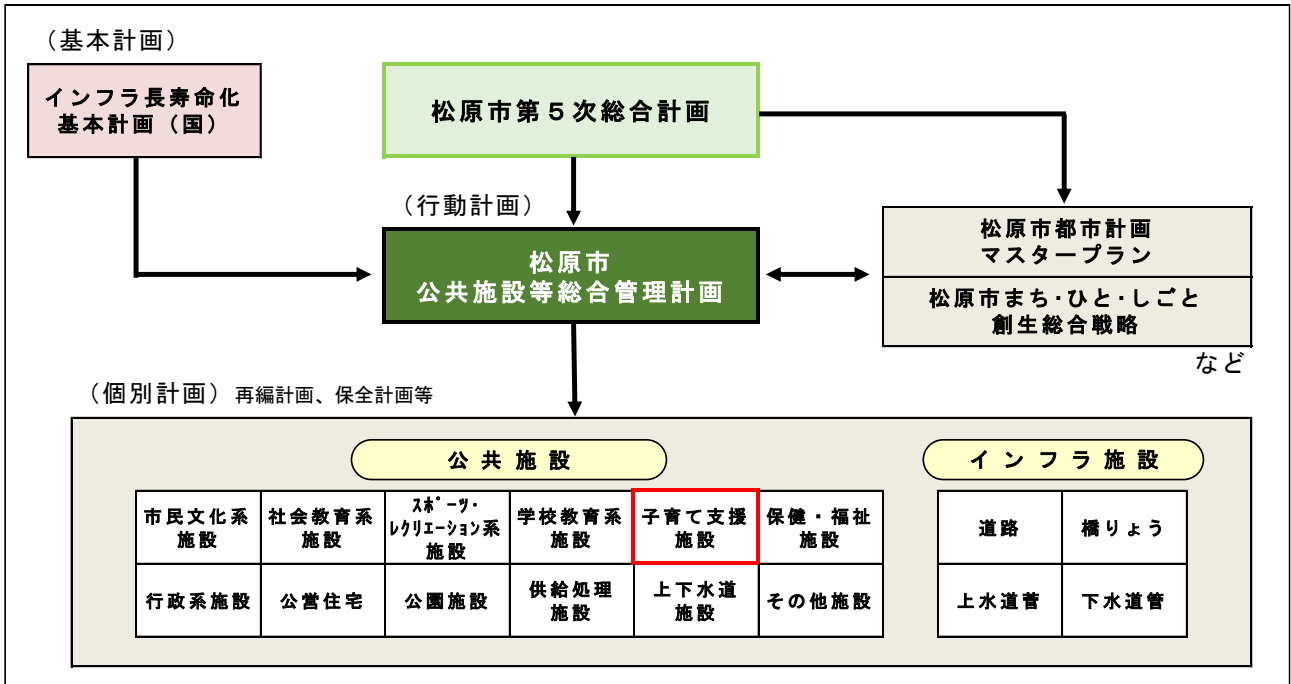 （基本計画）
インフラ長寿命化
基本計画（国）
松原市第５次総合計画
（行動計画）
松原市
公共施設等総合管理計画
松原市都市計画
マスタープラン
松原市まち･ひと･しごと
創生総合戦略
など
（個別計画）再編計画、保全計画等
公共施設
インフラ施設
市民文化系
施設
社会教育系
施設
ｽﾎﾟｰﾂ・
ﾚｸﾘｴｰｼｮﾝ系
施設
学校教育系
施設
子育て支援
施設
保健・福祉
施設
道路
橋りょう
行政系施設
公営住宅
公園施設
供給処理
施設
上下水道
施設
その他施設
上水道菅
下水道管